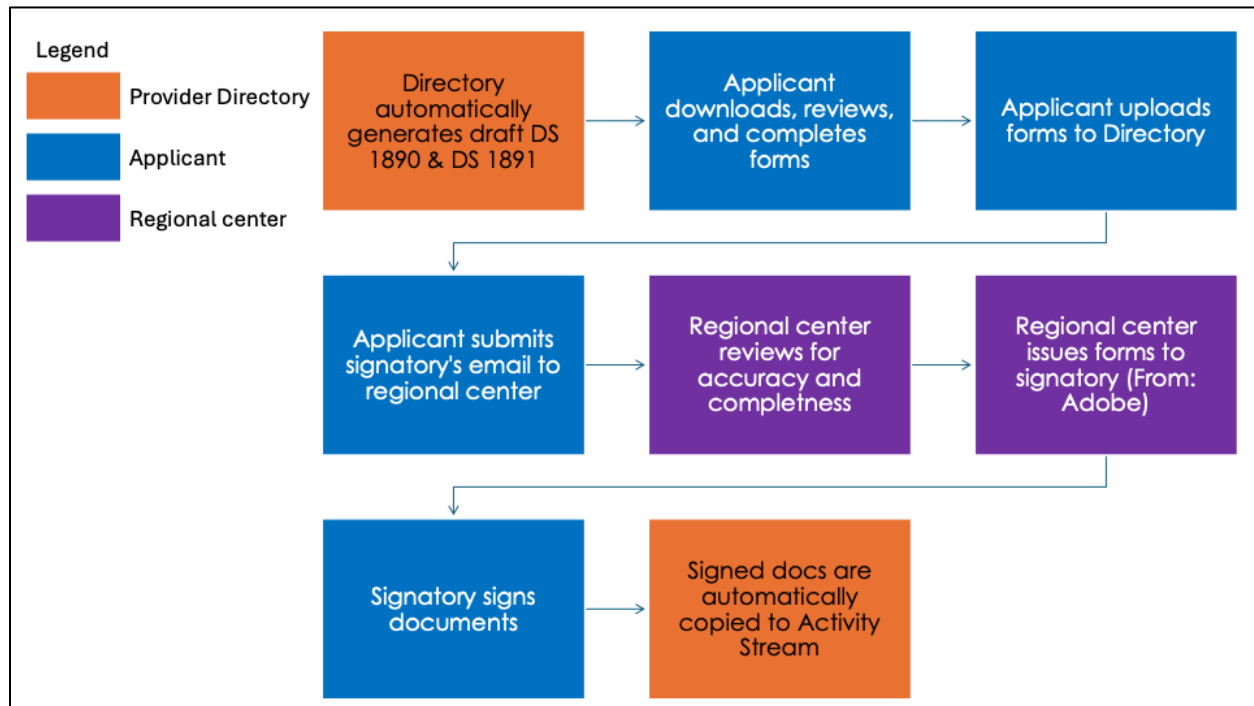 Legend
Provider Directory
Applicant
Regional center
Directory
automatically
generates draft DS
1890 & DS 1891
Applicant
downloads, reviews,
and completes
forms
Applicant uploads
forms to Directory
Applicant submits
signatory's email to
regional center
Regional center
reviews for
accuracy and
completness
Regional center
issues forms to
signatory (From:
Adobe)
Signatory signs
documents
Signed docs are
automatically
copied to Activity
Stream